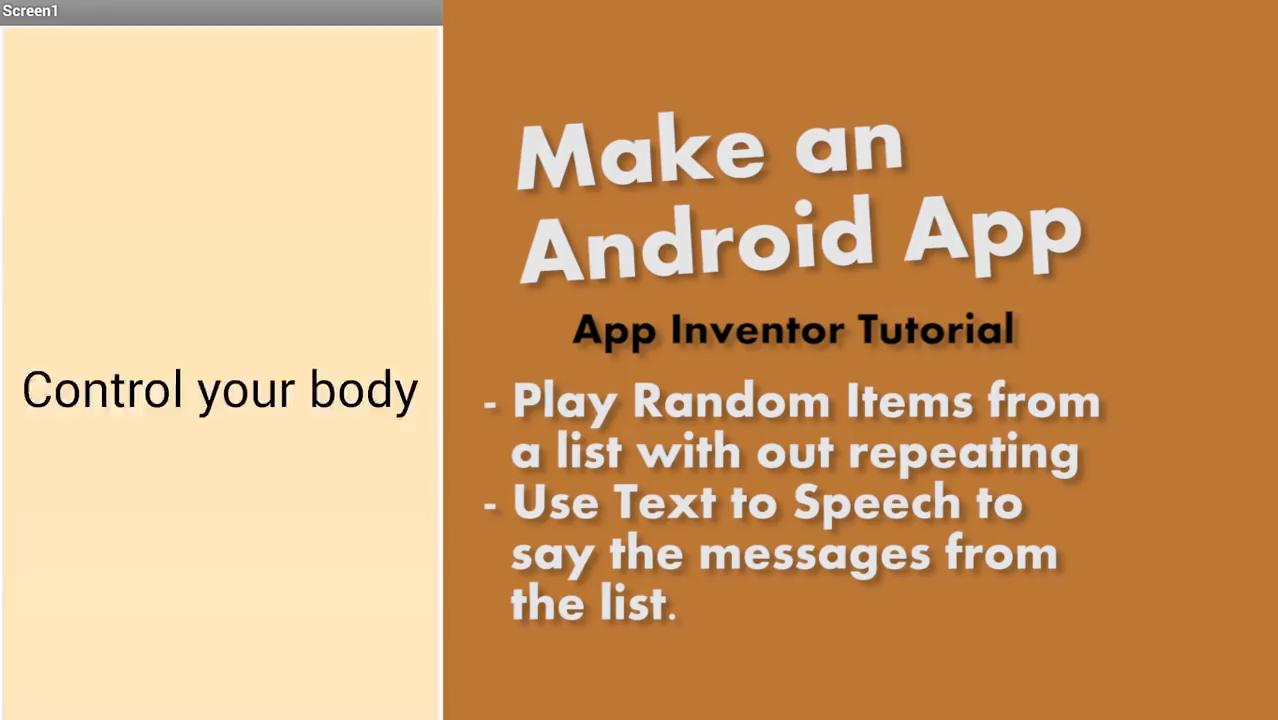 Screen1
Control your body
Make an
Android App
App Inventor Tutorial
- Play Random Items from
a list with out repeating
- Use Text to Speech to
say the messages from
the list.